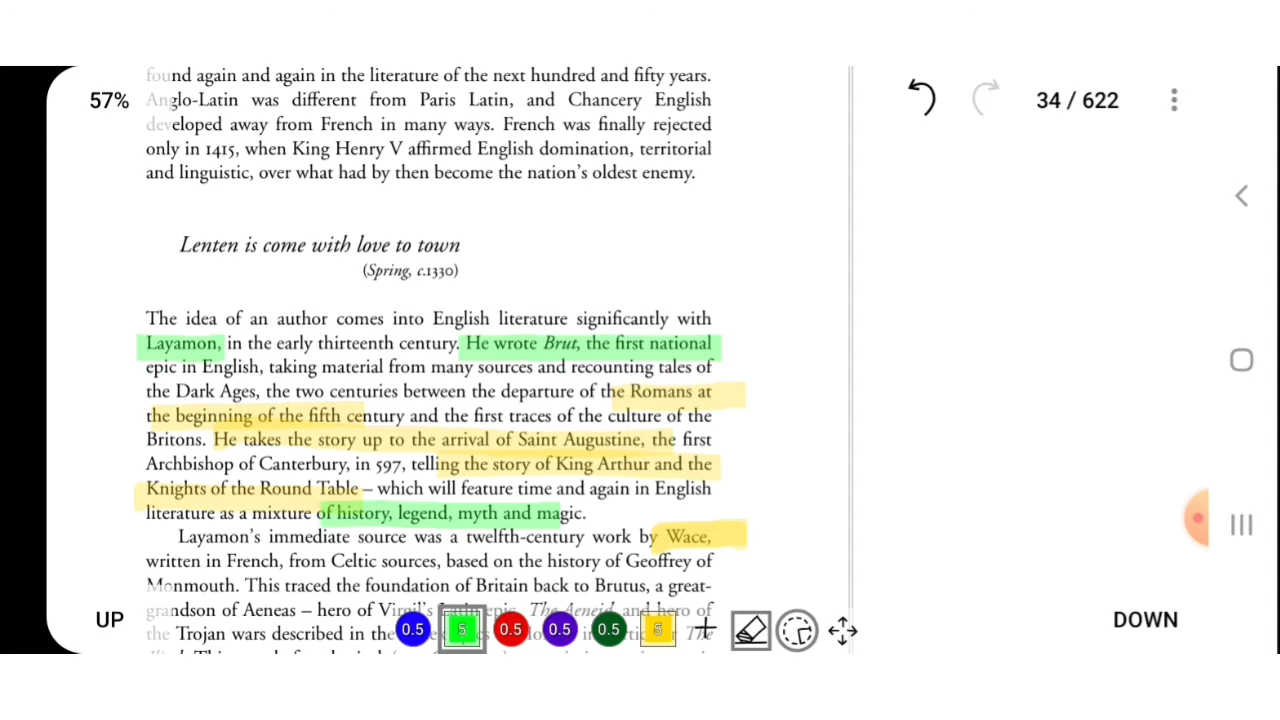 found again and again in the literature of the next hundred and fifty years.
57%
Anglo-Latin was different from Paris Latin, and Chancery English
34 / 622
developed away from French in many ways. French was finally rejected
only in 1415, when King Henry V affirmed English domination, territorial
and linguistic, over what had by then become the nation's oldest enemy.
Lenten is come with love to town
(Spring, c.1330)
The idea of an author comes into English literature significantly with
Layamon, in the early thirteenth century. He wrote Brut, the first national
epic in English, taking material from many sources and recounting tales of
the Dark Ages, the two centuries between the departure of the Romans at
the beginning of the fifth century and the first traces of the culture of the
Britons. He takes the story up to the arrival of Saint Augustine, the first
Archbishop of Canterbury, in 597, telling the story of King Arthur and the
Knights of the Round Table – which will feature time and again in English
literature as a mixture of history, legend, myth and magic.
Layamon's immediate source was a twelfth-century work by Wace,
written in French, from Celtic sources, based on the history of Geoffrey of
Monmouth. This traced the foundation of Britain back to Brutus, a great-
grandson of Aeneas – hero of Virgil's Latin epic, The Aeneid, and hero of
UP
DOWN
the Trojan wars described in the
The
0.5 5 0.5 0.5 0.5 5